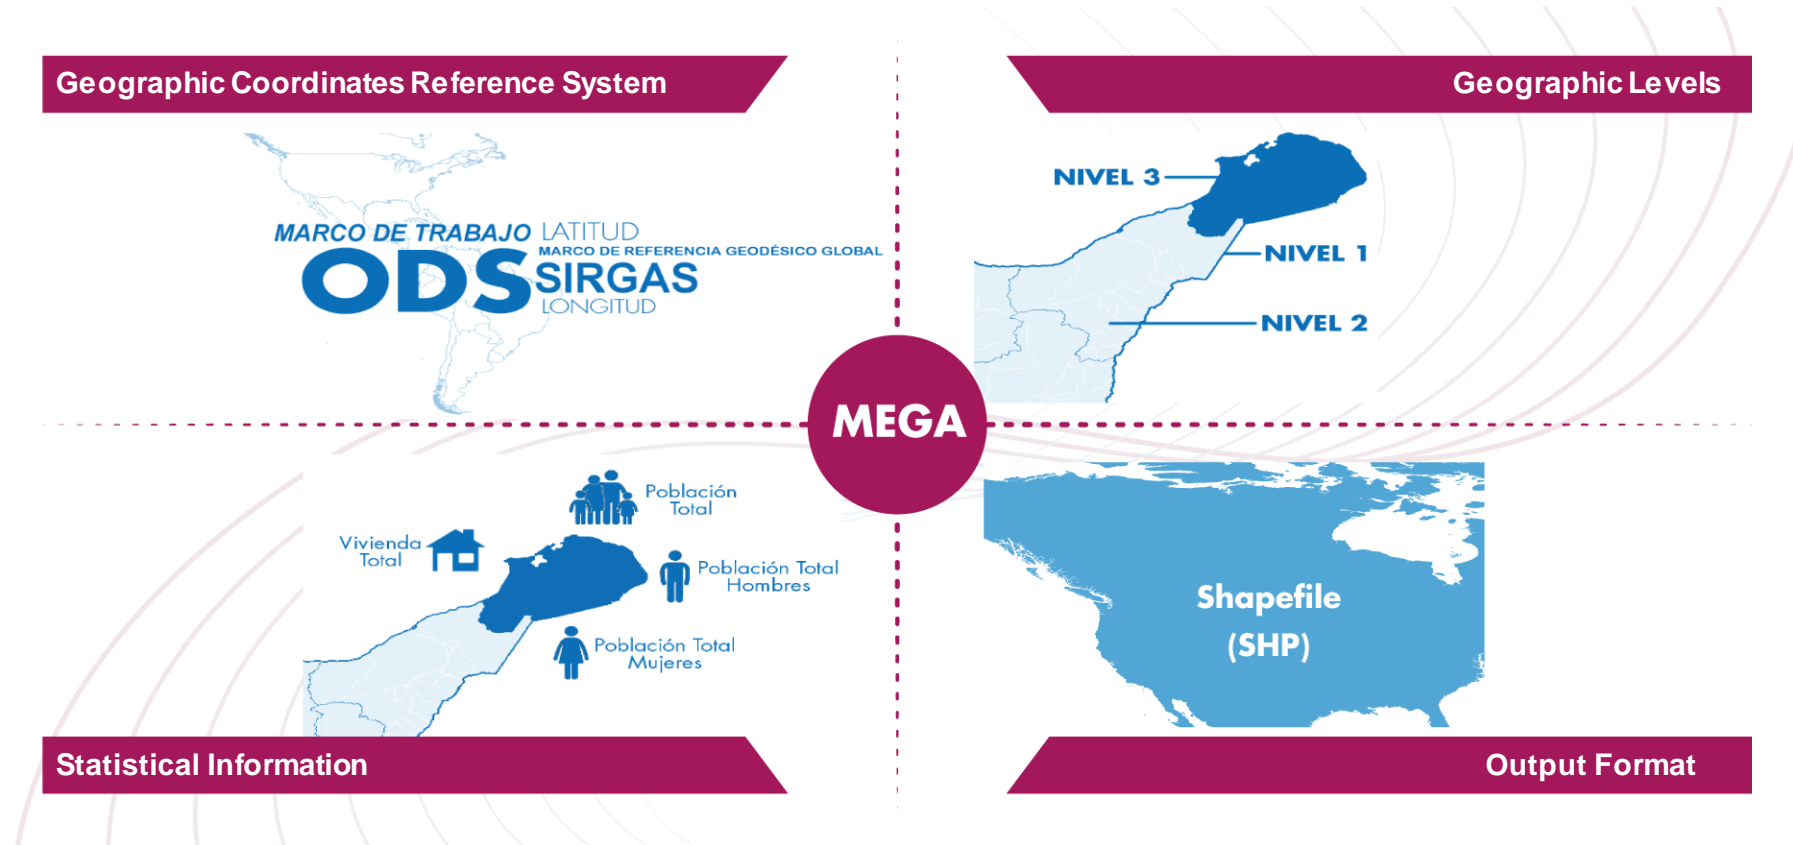 Geographic Coordinates Reference System
Geographic Levels
MARCO DE TRABAJO
LATITUD
MARCO DE REFERENCIA GEODÉSICO GLOBAL
ODS
SIRGAS
LONGITUD
NIVEL 3
NIVEL 1
NIVEL 2
MEGA
Población
Total
Vivienda
Total
Población Total
Hombres
Población Total
Mujeres
Shapefile
(SHP)
Statistical Information
Output Format